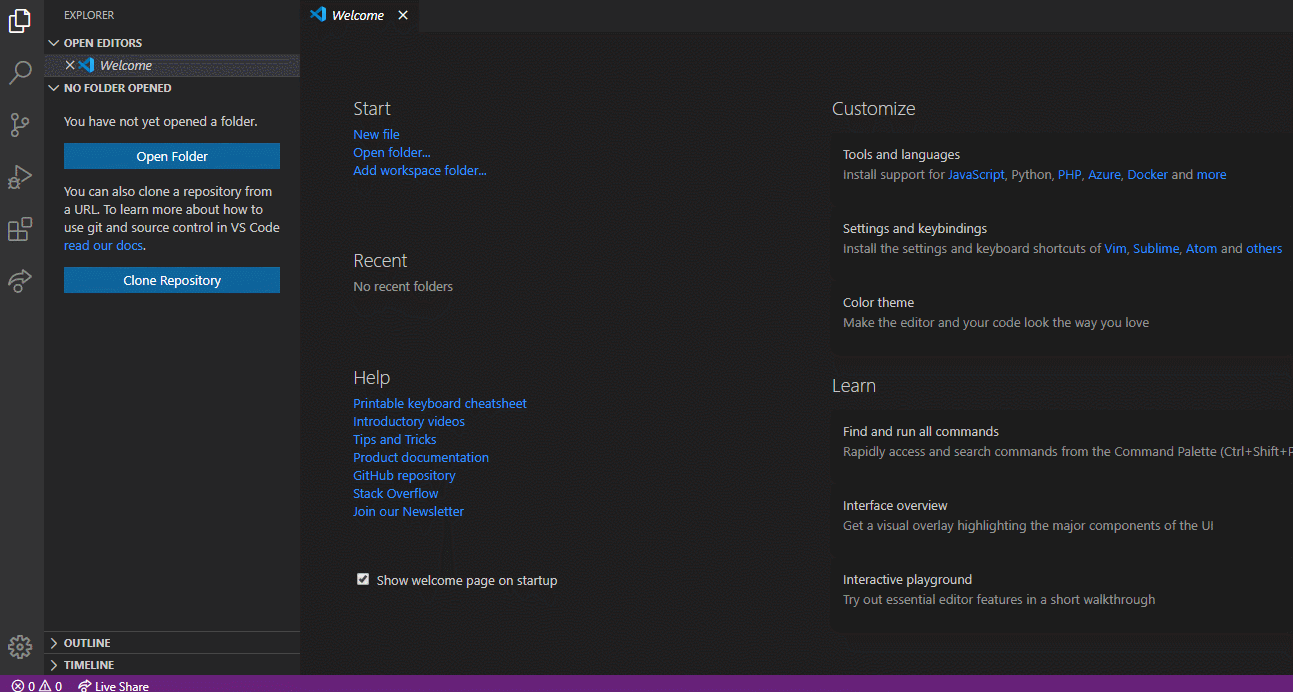 EXPLORER
OPEN EDITORS
Welcome
NO FOLDER OPENED
You have not yet opened a folder.
Open Folder
You can also clone a repository from
a URL. To learn more about how to
use git and source control in VS Code
read our docs.
Clone Repository
OUTLINE
TIMELINE
Welcome
Start
New file
Open folder...
Add workspace folder...
Recent
No recent folders
Help
Printable keyboard cheatsheet
Introductory videos
Tips and Tricks
Product documentation
GitHub repository
Stack Overflow
Join our Newsletter
Show welcome page on startup
Customize
Tools and languages
Install support for JavaScript, Python, PHP, Azure, Docker and more
Settings and keybindings
Install the settings and keyboard shortcuts of Vim, Sublime, Atom and others
Color theme
Make the editor and your code look the way you love
Learn
Find and run all commands
Rapidly access and search commands from the Command Palette (Ctrl+Shift+P
Interface overview
Get a visual overlay highlighting the major components of the UI
Interactive playground
Try out essential editor features in a short walkthrough
0 0 Live Share